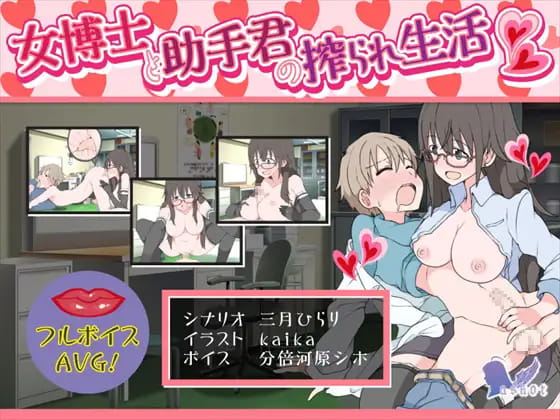 女博士と助手君の搾られ生活2
フルボイス
AVG!
シナリオ 三月ひらり
イラスト kaika
ボイス 分倍河原シホ